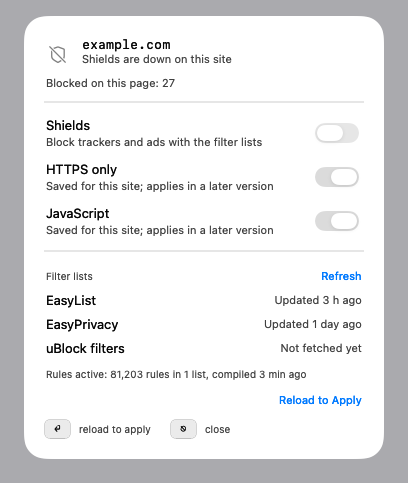 example.com
Shields are down on this site
Blocked on this page: 27
Shields
Block trackers and ads with the filter lists
HTTPS only
Saved for this site; applies in a later version
JavaScript
Saved for this site; applies in a later version
Filter lists Refresh
EasyList Updated 3 h ago
EasyPrivacy Updated 1 day ago
uBlock filters Not fetched yet
Rules active: 81,203 rules in 1 list, compiled 3 min ago
Reload to Apply
reload to apply close